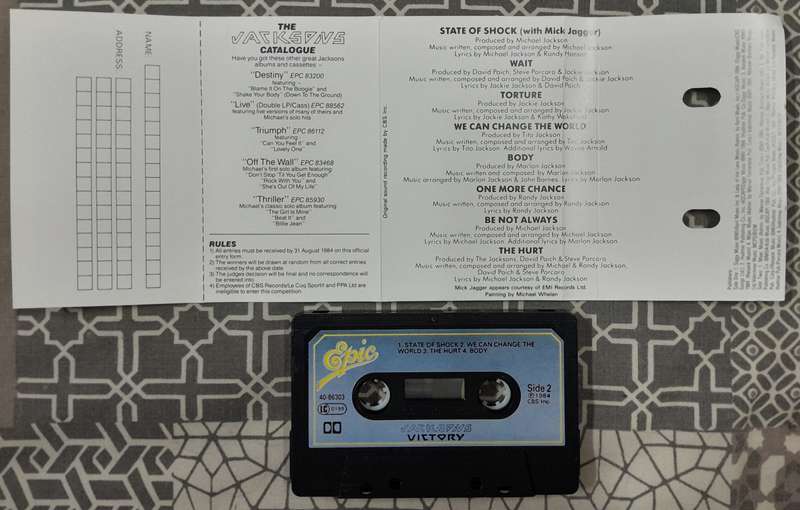 NAME
ADDRESS
THE
JACKSONS
CATALOGUE
Have you got these other great Jacksons
albums and cassettes –
"Destiny" EPC 83200
featuring –
"Blame It On The Boogie" and
"Shake Your Body" (Down To The Ground)
"Live" (Double LP/Cass) EPC 88562
featuring live versions of many of theirs and
Michael's solo hits
"Triumph" EPC 86112
featuring
"Can You Feel It" and
"Lovely One"
"Off The Wall" EPC 83468
Michael's first solo album featuring
"Don't Stop 'Til You Get Enough"
"Rock With You" and
"She's Out Of My Life"
"Thriller" EPC 85930
Michael's classic solo album featuring
"The Girl Is Mine"
"Beat It" and
"Billie Jean"
RULES
1) All entries must be received by 31 August 1984 on this official
entry form.
2) The winners will be drawn at random from all correct entries
received by the above date
3) The judges decision will be final and no correspondence will
be entered into
4) Employees of CBS Records/Le Coq Sportif and PPA Ltd are
ineligible to enter this competition.
Original sound recording made by CBS Inc.
STATE OF SHOCK (with Mick Jagger)
Produced by Michael Jackson
Music written, composed and arranged by Michael Jackson
Lyrics by Michael Jackson & Randy Hansen
WAIT
Produced by David Paich, Steve Porcaro & Jackie Jackson
Music written, composed and arranged by David Paich & Jackie Jackson
Lyrics by Jackie Jackson & David Paich
TORTURE
Produced by Jackie Jackson
Music written, composed and arranged by Jackie Jackson
Lyrics by Jackie Jackson & Kathy Wakefield
WE CAN CHANGE THE WORLD
Produced by Tito Jackson
Music written, composed and arranged by Tito Jackson
Lyrics by Tito Jackson. Additional lyrics by Wayne Arnold
BODY
Produced by Marlon Jackson
Music written and composed by Marlon Jackson
Music arranged by Marlon Jackson & John Barnes. Lyrics by Marlon Jackson
ONE MORE CHANCE
Produced by Randy Jackson
Music written, composed and arranged by Randy Jackson
Lyrics by Randy Jackson
BE NOT ALWAYS
Produced by Michael Jackson
Music written, composed and arranged by Michael Jackson
Lyrics by Michael Jackson. Additional lyrics by Marlon Jackson
THE HURT
Produced by The Jacksons, David Paich & Steve Porcaro
Music written, composed and arranged by Michael & Randy Jackson,
David Paich & Steve Porcaro
Lyrics by Michael Jackson & Randy Jackson
Mick Jagger appears courtesy of EMI Records Ltd.
Painting by Michael Whelan
Epic
1. STATE OF SHOCK 2. WE CAN CHANGE THE
WORLD 3. THE HURT 4. BODY
40-86303
Side 2
℗ 1984
CBS Inc
JACKSONS
VICTORY